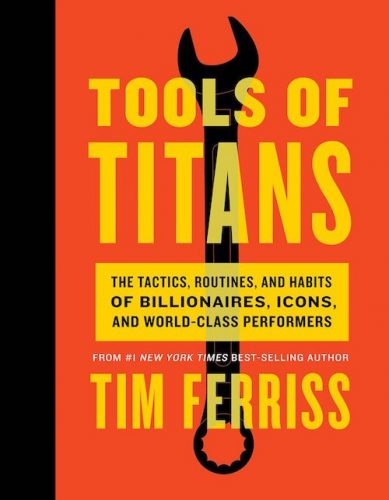 TOOLS OF
TITANS
THE TACTICS, ROUTINES, AND HABITS
OF BILLIONAIRES, ICONS,
AND WORLD-CLASS PERFORMERS
FROM #1 NEW YORK TIMES BEST-SELLING AUTHOR
TIM FERRISS